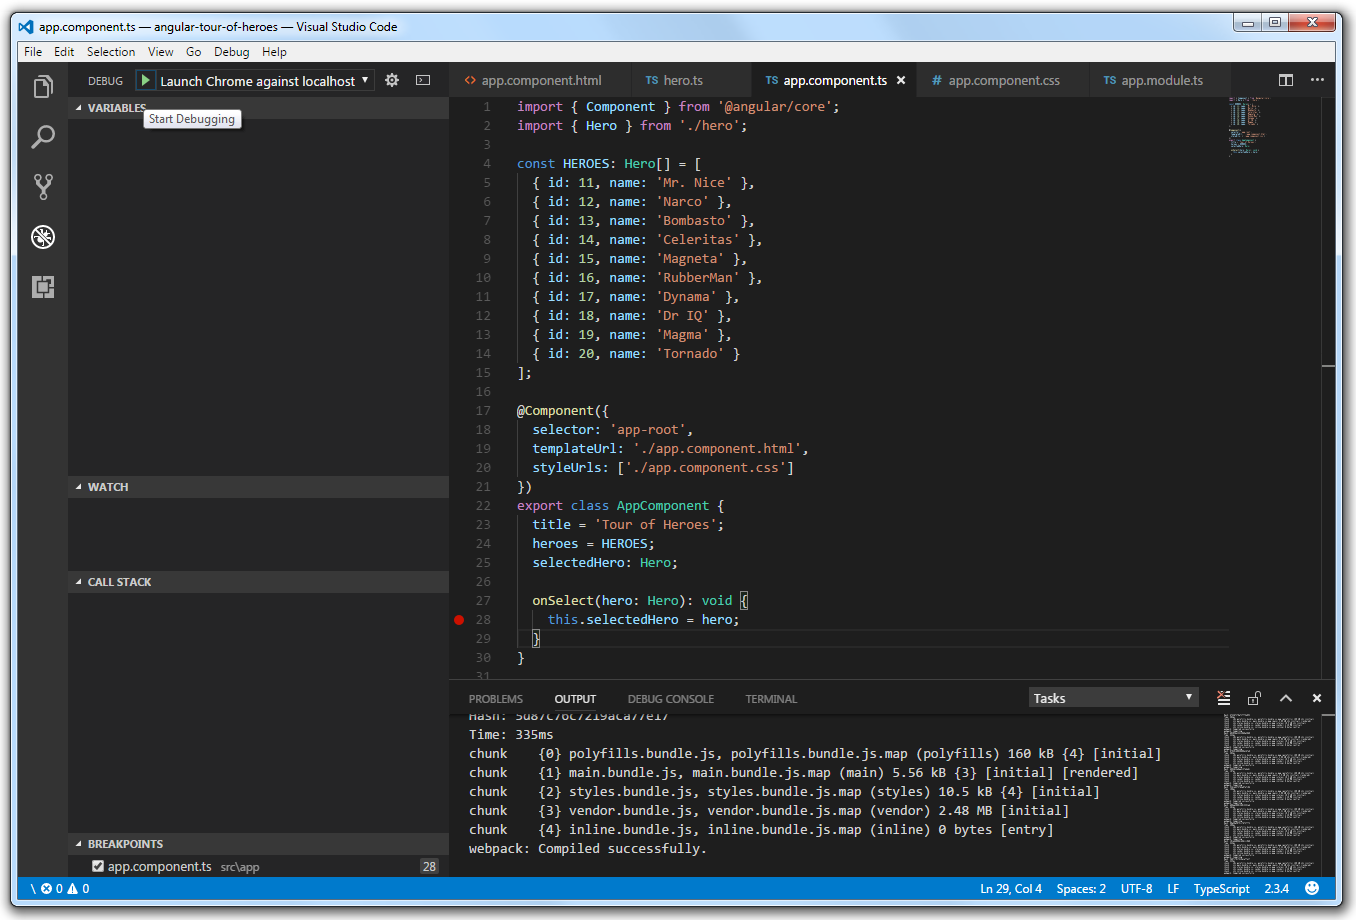 app.component.ts — angular-tour-of-heroes — Visual Studio Code
File Edit Selection View Go Debug Help
DEBUG Launch Chrome against localhost
app.component.html TS hero.ts TS app.component.ts # app.component.css TS app.module.ts
VARIABLES
Start Debugging
WATCH
CALL STACK
BREAKPOINTS
app.component.ts src\app 28
1 import { Component } from '@angular/core';
2 import { Hero } from './hero';
3
4 const HEROES: Hero[] = [
5 { id: 11, name: 'Mr. Nice' },
6 { id: 12, name: 'Narco' },
7 { id: 13, name: 'Bombasto' },
8 { id: 14, name: 'Celeritas' },
9 { id: 15, name: 'Magneta' },
10 { id: 16, name: 'RubberMan' },
11 { id: 17, name: 'Dynama' },
12 { id: 18, name: 'Dr IQ' },
13 { id: 19, name: 'Magma' },
14 { id: 20, name: 'Tornado' }
15 ];
16
17 @Component({
18 selector: 'app-root',
19 templateUrl: './app.component.html',
20 styleUrls: ['./app.component.css']
21 })
22 export class AppComponent {
23 title = 'Tour of Heroes';
24 heroes = HEROES;
25 selectedHero: Hero;
26
27 onSelect(hero: Hero): void {
28 this.selectedHero = hero;
29 }
30 }
31
PROBLEMS OUTPUT DEBUG CONSOLE TERMINAL Tasks
Hash:
Time: 335ms
chunk {0} polyfills.bundle.js, polyfills.bundle.js.map (polyfills) 160 kB {4} [initial]
chunk {1} main.bundle.js, main.bundle.js.map (main) 5.56 kB {3} [initial] [rendered]
chunk {2} styles.bundle.js, styles.bundle.js.map (styles) 10.5 kB {4} [initial]
chunk {3} vendor.bundle.js, vendor.bundle.js.map (vendor) 2.48 MB [initial]
chunk {4} inline.bundle.js, inline.bundle.js.map (inline) 0 bytes [entry]
webpack: Compiled successfully.
\ 0 0 Ln 29, Col 4 Spaces: 2 UTF-8 LF TypeScript 2.3.4